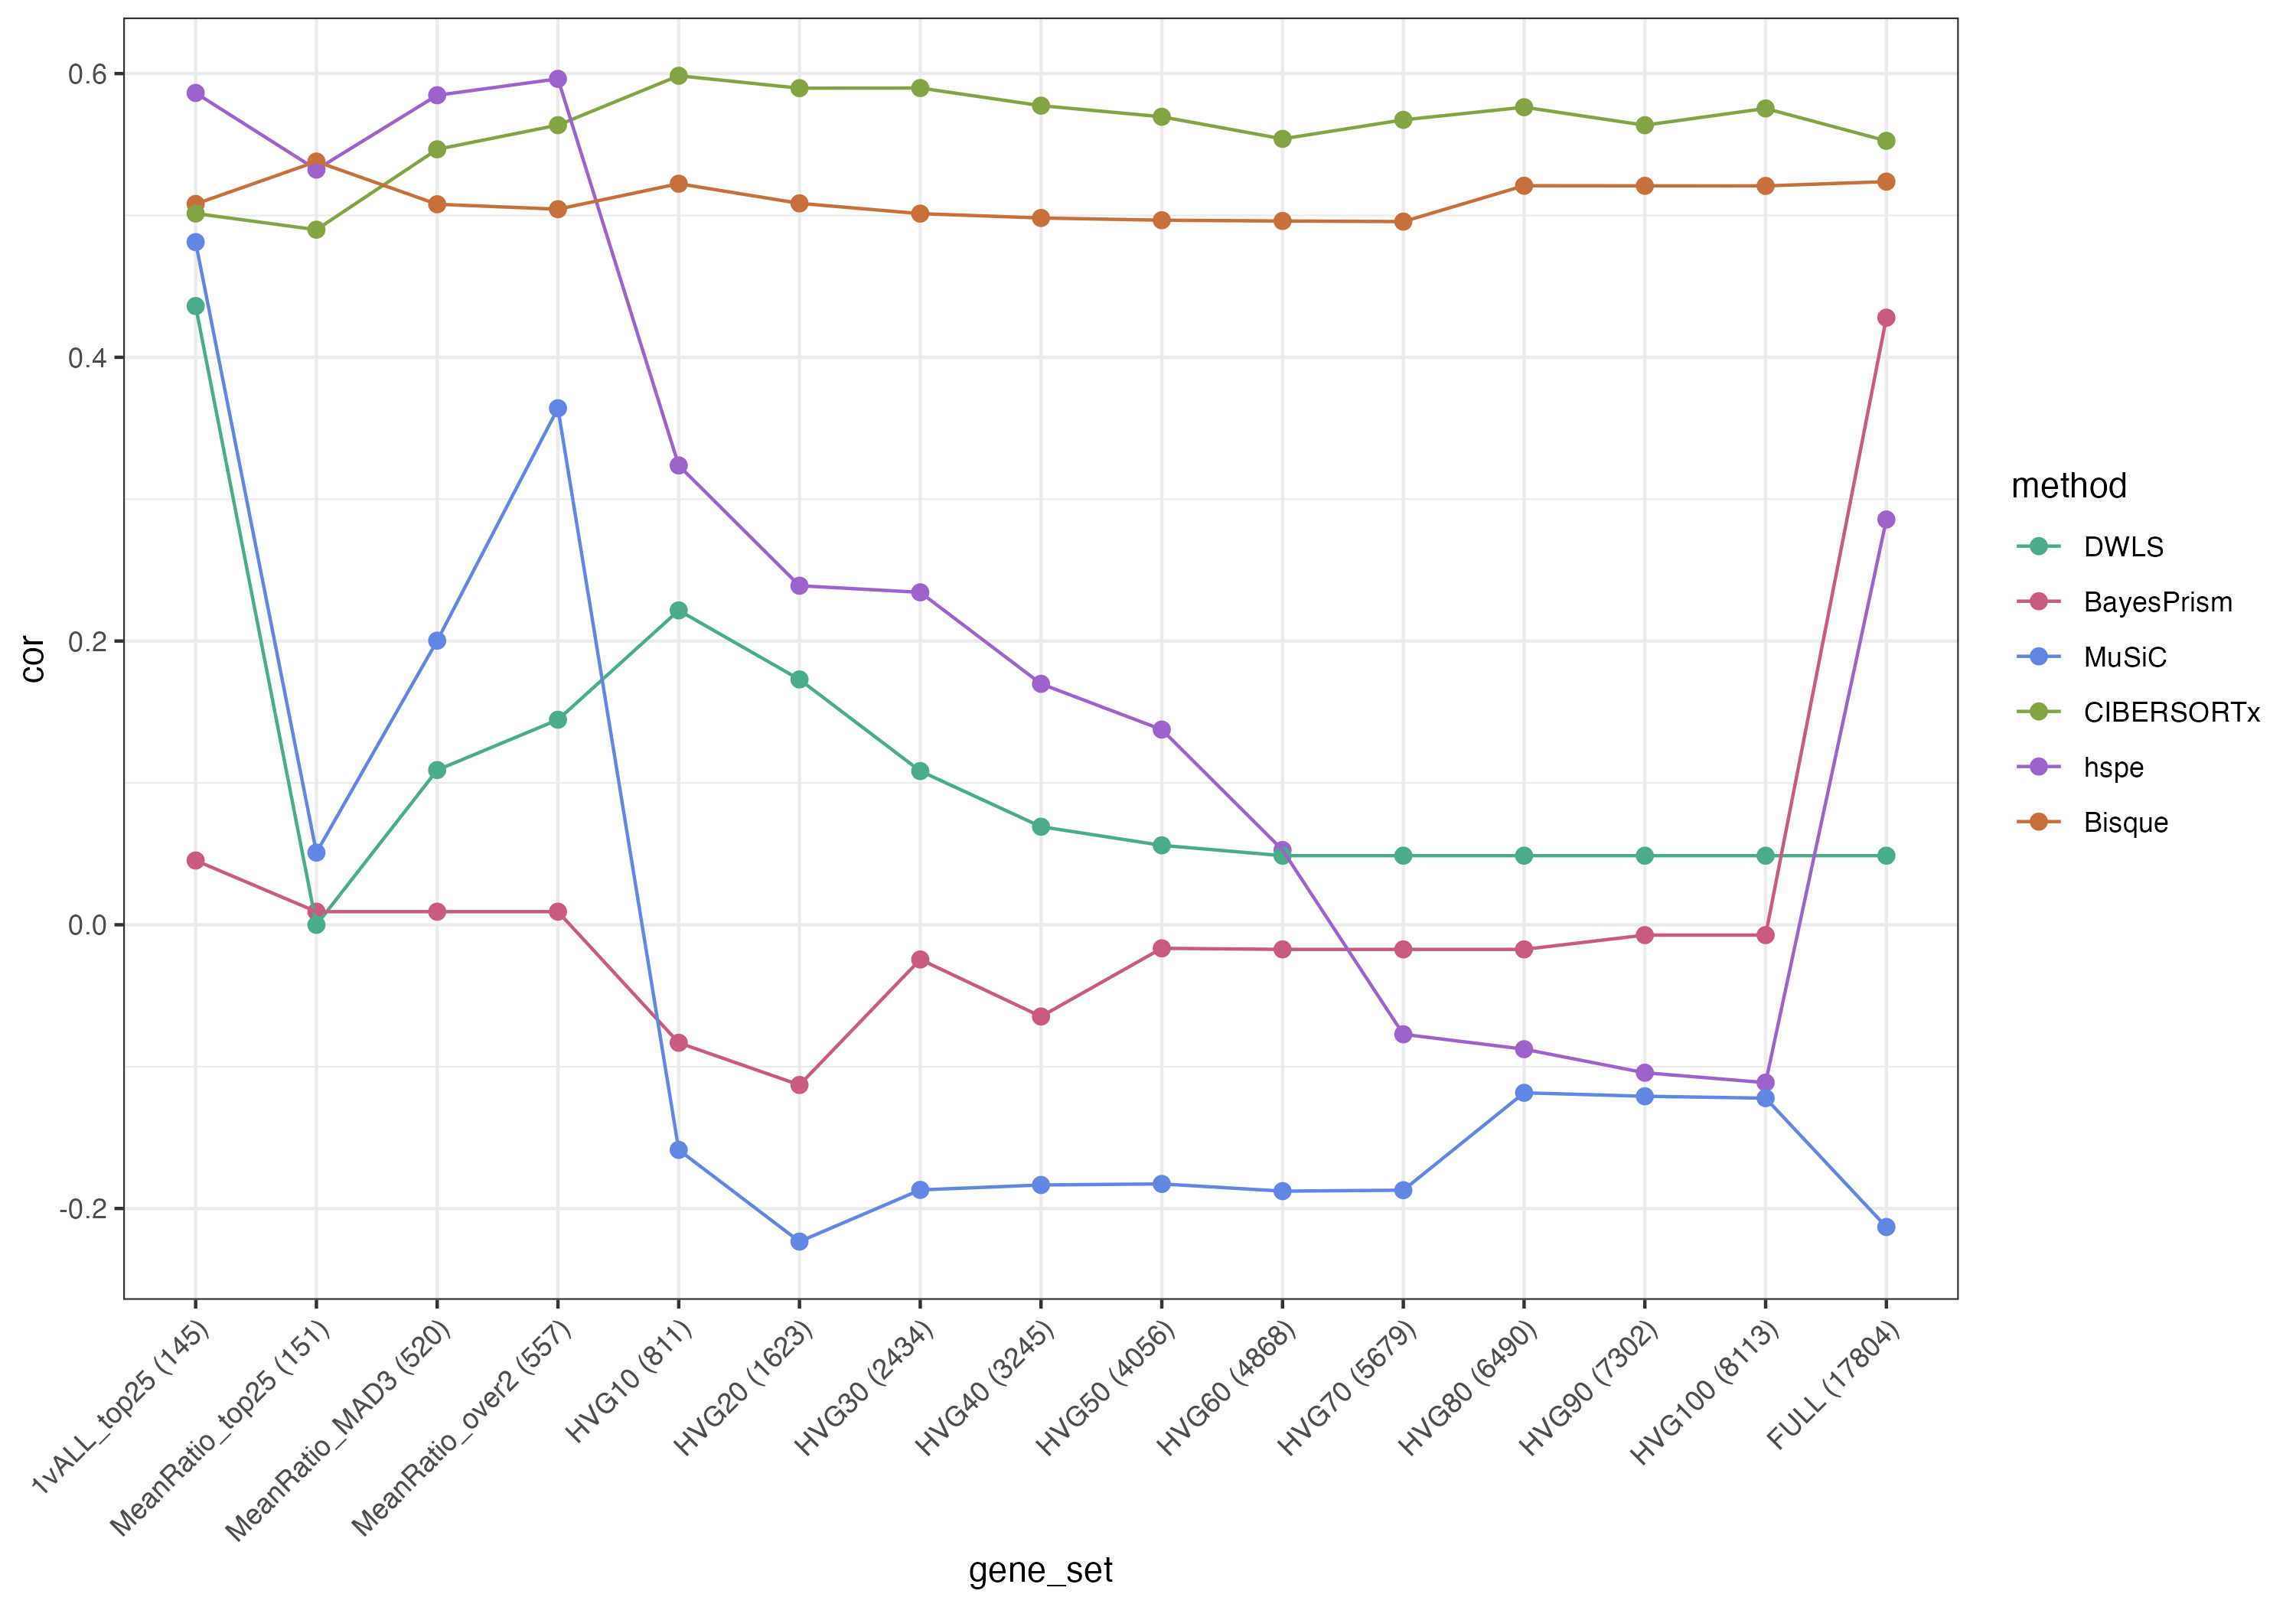 0.6
0.4
0.2
0.0
-0.2
cor
1vALL_top25 (145)
MeanRatio_top25 (151)
MeanRatio_MAD3 (520)
MeanRatio_over2 (557)
HVG10 (811)
HVG20 (1623)
HVG30 (2434)
HVG40 (3245)
HVG50 (4056)
HVG60 (4868)
HVG70 (5679)
HVG80 (6490)
HVG90 (7302)
HVG100 (8113)
FULL (17804)
gene_set
method
DWLS
BayesPrism
MuSiC
CIBERSORTx
hspe
Bisque